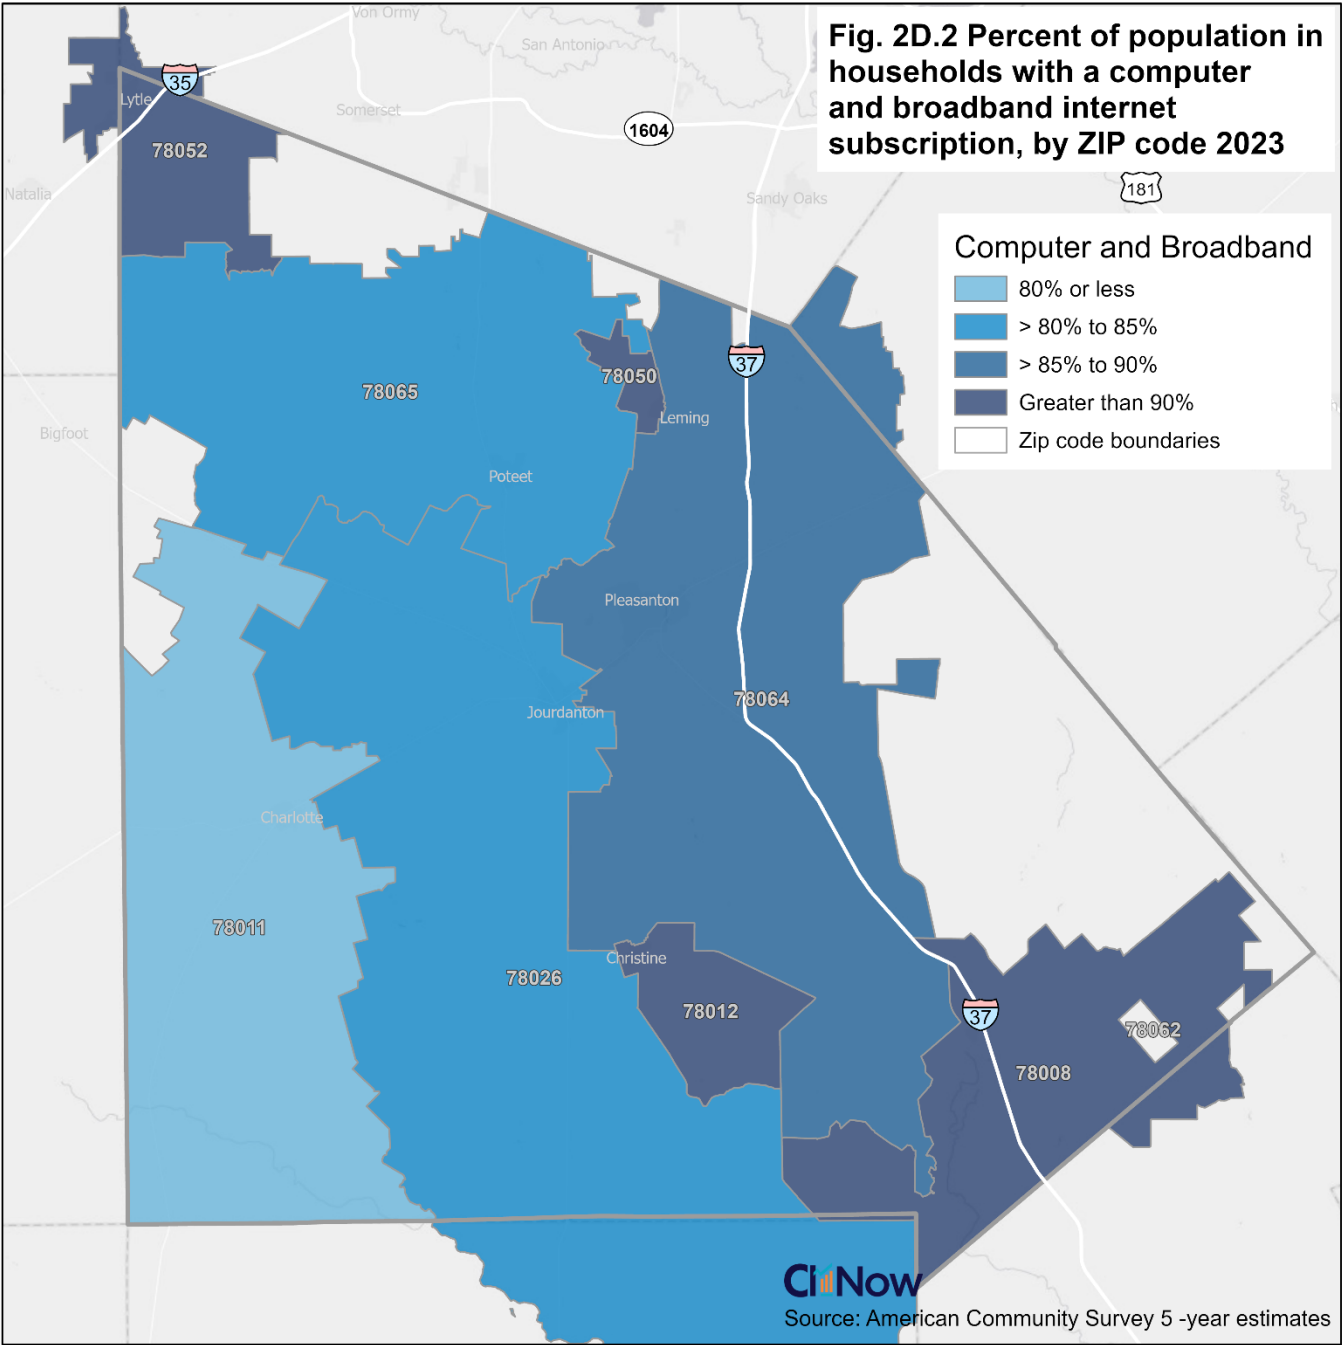 Fig. 2D.2 Percent of population in
households with a computer
and broadband internet
subscription, by ZIP code 2023
Von Ormy
San Antonio
35
Lytle
Somerset
1604
78052
181
Natalia
Sandy Oaks
Computer and Broadband
80% or less
> 80% to 85%
> 85% to 90%
Greater than 90%
Zip code boundaries
37
78050
78065
Leming
Bigfoot
Poteet
Pleasanton
78064
Jourdanton
Charlotte
78011
Christine
78026
78012
37
78062
78008
CI Now
Source: American Community Survey 5 -year estimates